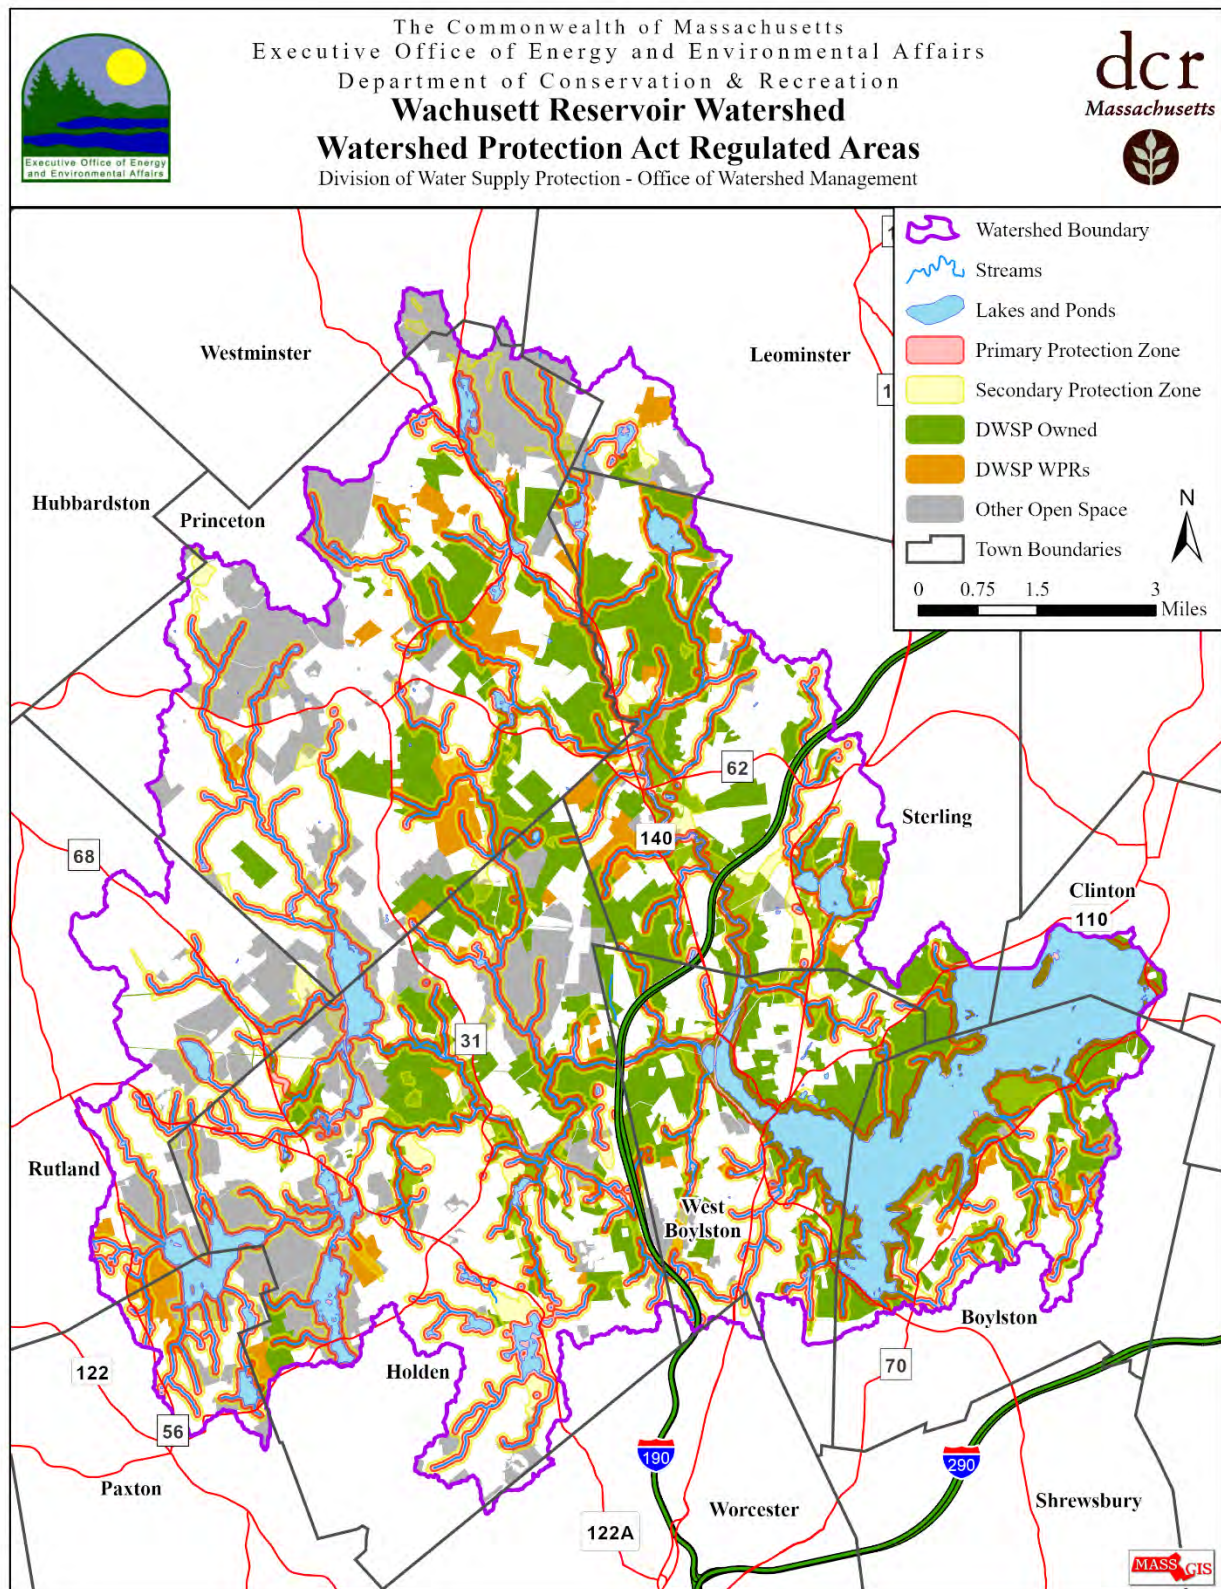 The Commonwealth of Massachusetts
Executive Office of Energy and Environmental Affairs
Department of Conservation & Recreation
Wachusett Reservoir Watershed
Watershed Protection Act Regulated Areas
Division of Water Supply Protection - Office of Watershed Management
Executive Office of Energy
and Environmental Affairs
dcr
Massachusetts
Watershed Boundary
Streams
Lakes and Ponds
Primary Protection Zone
Secondary Protection Zone
DWSP Owned
DWSP WPRs
Other Open Space
Town Boundaries
N
0 0.75 1.5 3
Miles
Westminster
Leominster
Hubbardston
Princeton
62
Sterling
140
68
Clinton
110
31
Rutland
West
Boylston
Boylston
Holden
122
70
56
190
290
Paxton
Worcester
Shrewsbury
122A
MASS GIS